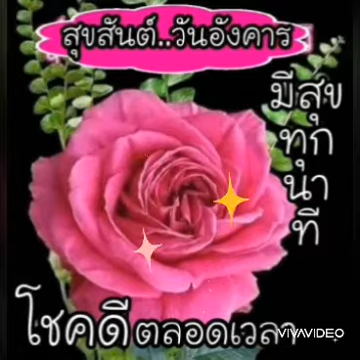 สุขสันต์..วันอังคาร
มีสุข
ทุก
นา
ที
โชคดีตลอดเวลา
VIVAVIDEO